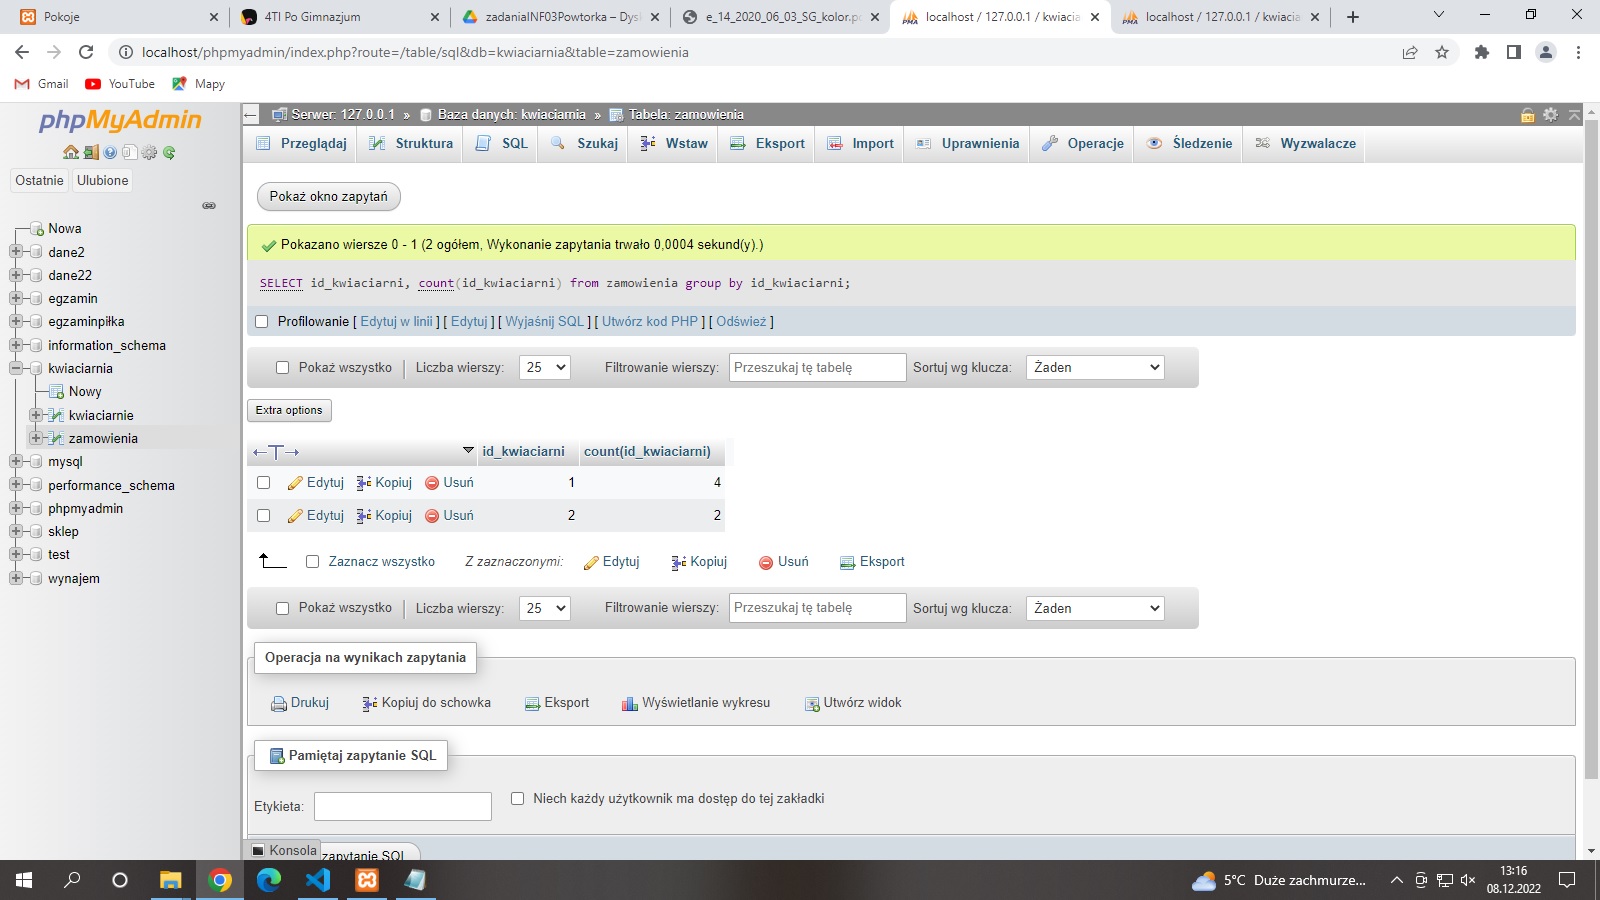 Pokoje
4TI Po Gimnazjum
zadaniaINF03Powtorka – Dys
e_14_2020_06_03_SG_kolor.p
localhost / 127.0.0.1 / kwiacia
localhost / 127.0.0.1 / kwiacia
localhost/phpmyadmin/index.php?route=/table/sql&db=kwiaciarnia&table=zamowienia
Gmail YouTube Mapy
phpMyAdmin
Ostatnie Ulubione
Nowa
dane2
dane22
egzamin
egzaminpiłka
information_schema
kwiaciarnia
Nowy
kwiaciarnie
zamowienia
mysql
performance_schema
phpmyadmin
sklep
test
wynajem
Serwer: 127.0.0.1 » Baza danych: kwiaciarnia » Tabela: zamowienia
Przeglądaj Struktura SQL Szukaj Wstaw Eksport Import Uprawnienia Operacje Śledzenie Wyzwalacze
Pokaż okno zapytań
Pokazano wiersze 0 - 1 (2 ogółem, Wykonanie zapytania trwało 0,0004 sekund(y).)
SELECT id_kwiaciarni, count(id_kwiaciarni) from zamowienia group by id_kwiaciarni;
Profilowanie [ Edytuj w linii ] [ Edytuj ] [ Wyjaśnij SQL ] [ Utwórz kod PHP ] [ Odśwież ]
Pokaż wszystko Liczba wierszy: 25 Filtrowanie wierszy: Przeszukaj tę tabelę Sortuj wg klucza: Żaden
Extra options
←T→ id_kwiaciarni count(id_kwiaciarni)
Edytuj Kopiuj Usuń 1 4
Edytuj Kopiuj Usuń 2 2
Zaznacz wszystko Z zaznaczonymi: Edytuj Kopiuj Usuń Eksport
Pokaż wszystko Liczba wierszy: 25 Filtrowanie wierszy: Przeszukaj tę tabelę Sortuj wg klucza: Żaden
Operacja na wynikach zapytania
Drukuj Kopiuj do schowka Eksport Wyświetlanie wykresu Utwórz widok
Pamiętaj zapytanie SQL
Etykieta: Niech każdy użytkownik ma dostęp do tej zakładki
Konsola zapytanie SQL
5°C Duże zachmurze... 13:16
08.12.2022